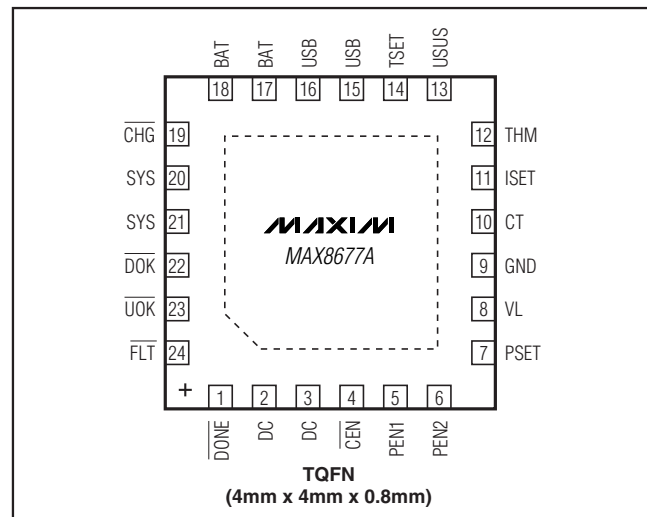 BAT BAT USB USB TSET USUS
18 17 16 15 14 13
CHG 19 12 THM
SYS 20 11 ISET
SYS 21 10 CT
DOK 22 9 GND
UOK 23 8 VL
FLT 24 7 PSET
MAXIM
MAX8677A
+
1 2 3 4 5 6
DONE DC DC CEN PEN1 PEN2
TQFN
(4mm x 4mm x 0.8mm)